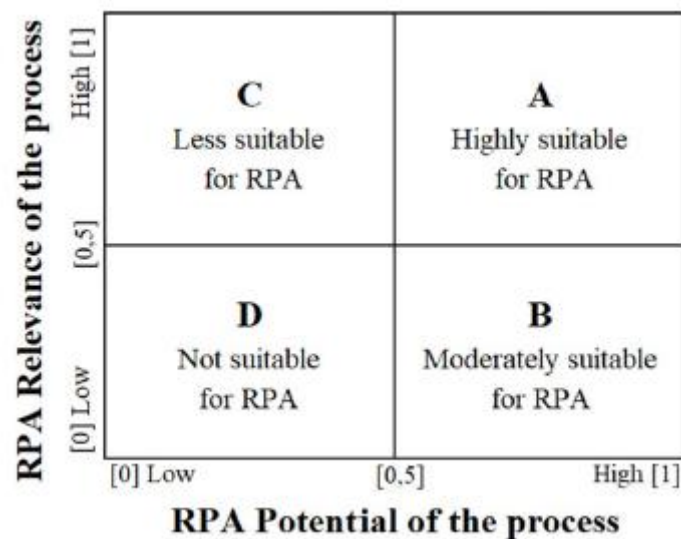 RPA Relevance of the process
High [1]
[0,5]
[0] Low
C
Less suitable
for RPA
A
Highly suitable
for RPA
D
Not suitable
for RPA
B
Moderately suitable
for RPA
[0] Low
[0.5]
High [1]
RPA Potential of the process